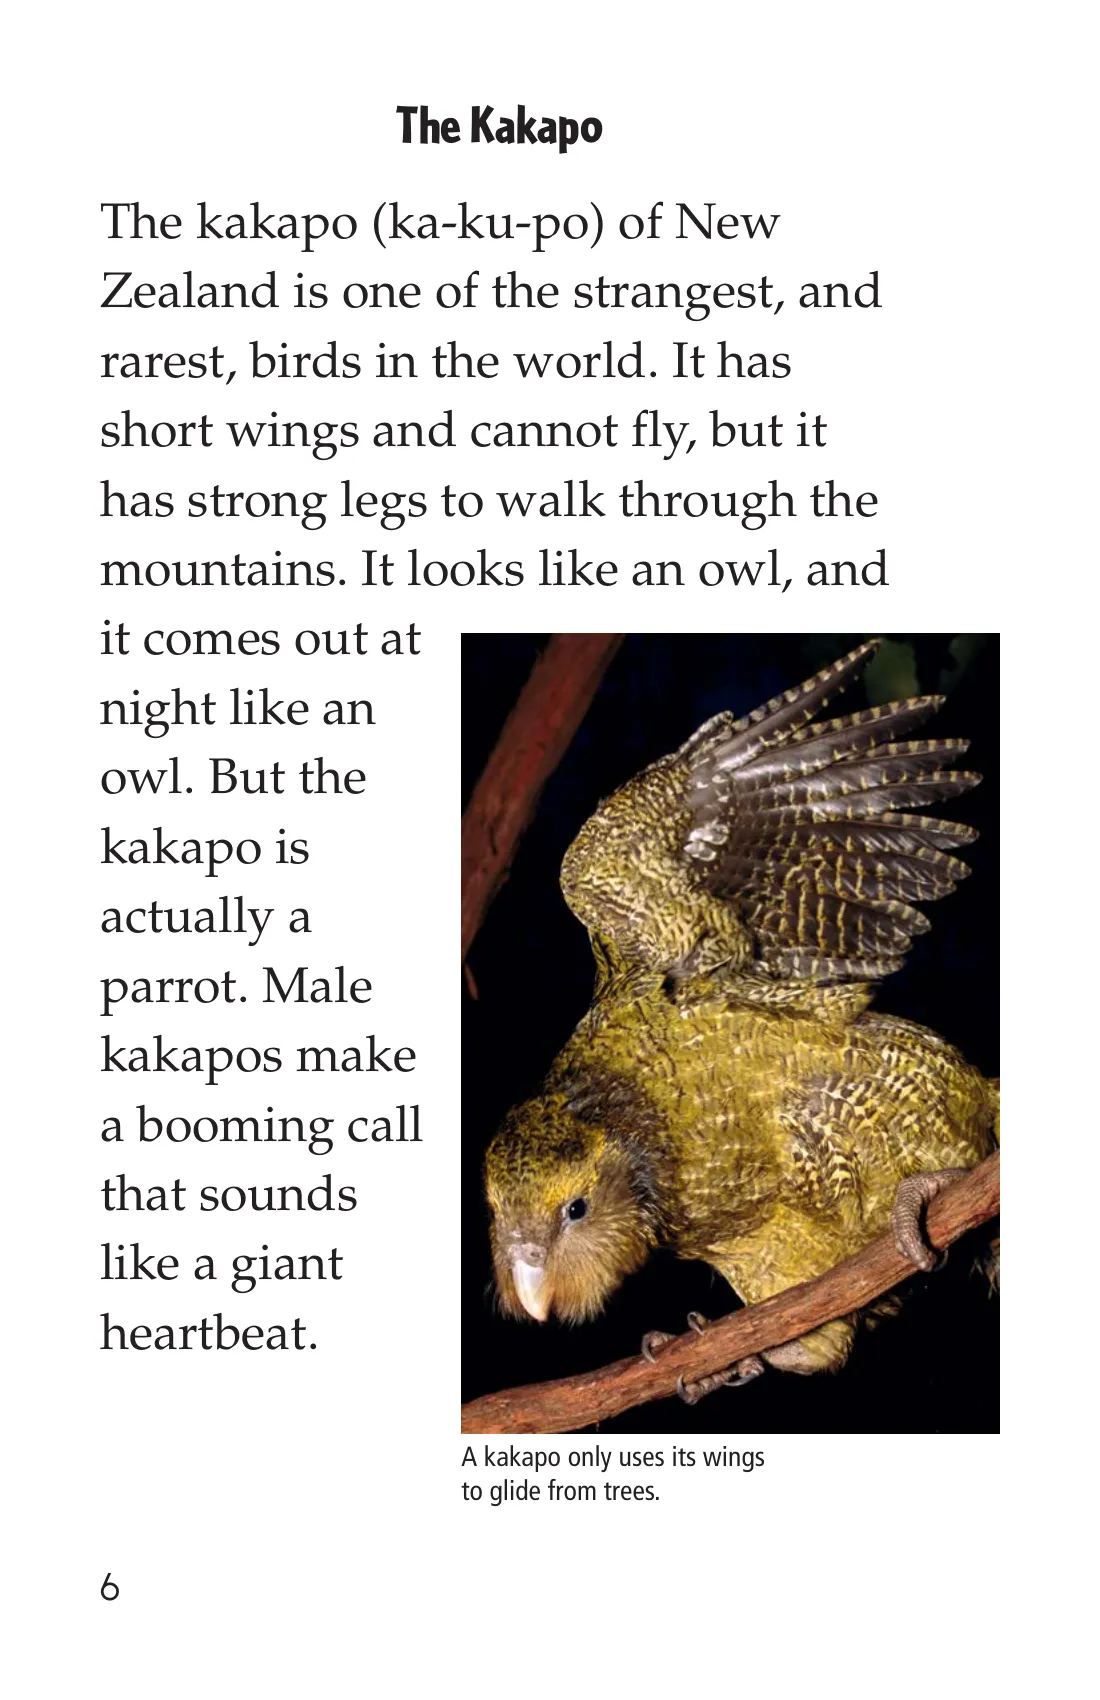 The Kakapo
The kakapo (ka-ku-po) of New
Zealand is one of the strangest, and
rarest, birds in the world. It has
short wings and cannot fly, but it
has strong legs to walk through the
mountains. It looks like an owl, and
it comes out at
night like an
owl. But the
kakapo is
actually a
parrot. Male
kakapos make
a booming call
that sounds
like a giant
heartbeat.
A kakapo only uses its wings
to glide from trees.
6